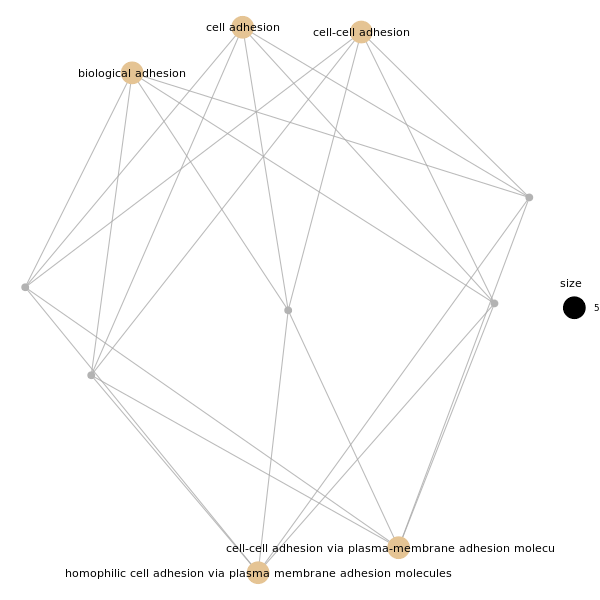 cell adhesion
cell-cell adhesion
biological adhesion
size
5
cell-cell adhesion via plasma-membrane adhesion molecu
homophilic cell adhesion via plasma membrane adhesion molecules